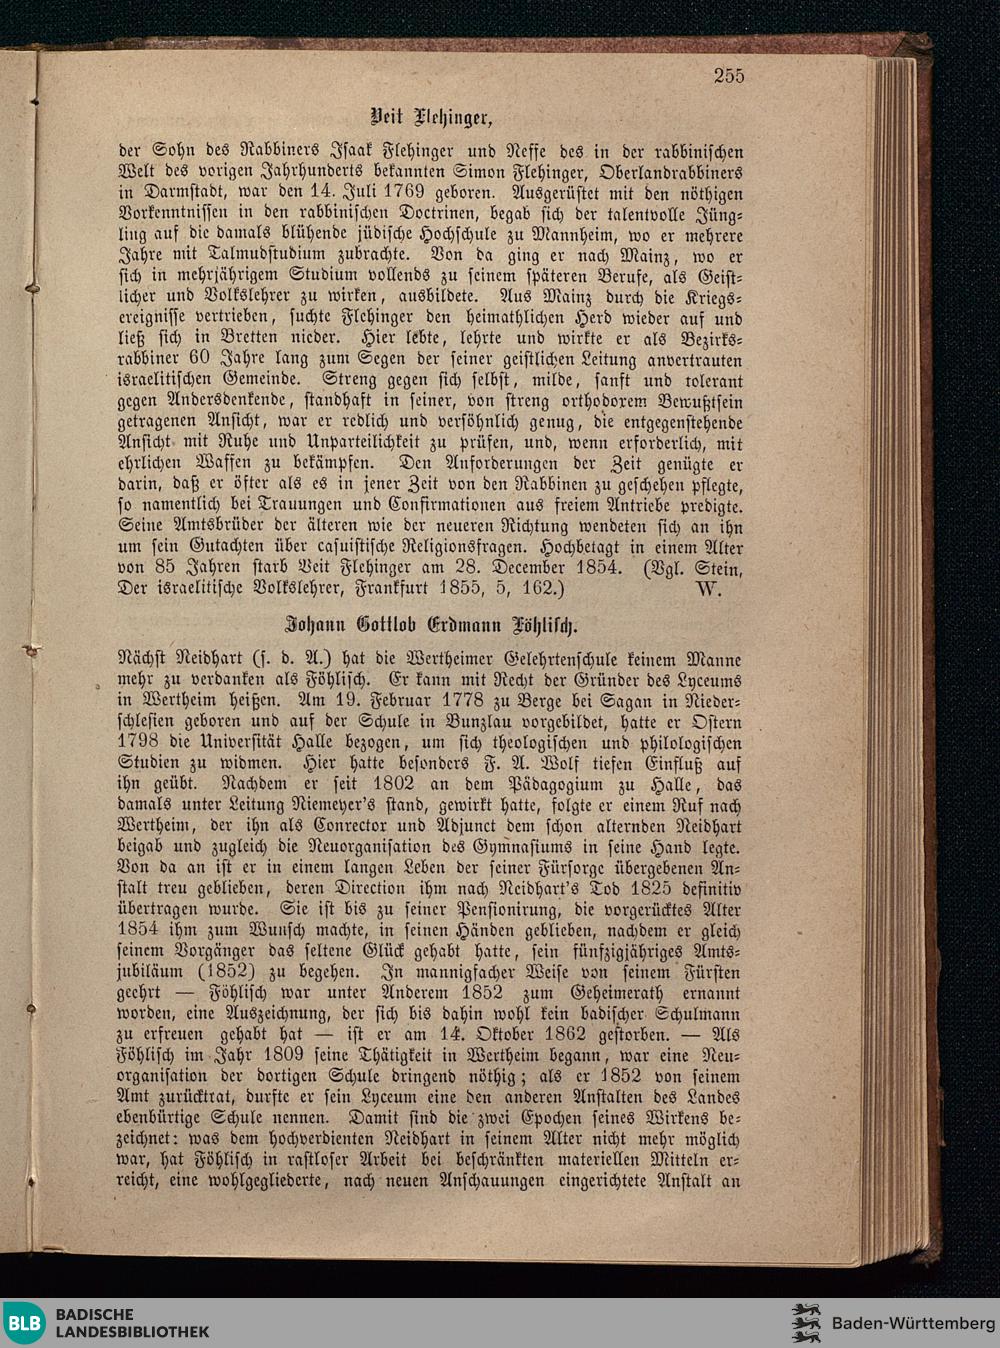 255
Veit Flehinger,
der Sohn des Rabbiners Isaak Flehinger und Neffe des in der rabbinischen
Welt des vorigen Jahrhunderts bekannten Simon Flehinger, Oberlandrabbiners
in Darmstadt, war den 14. Juli 1769 geboren. Ausgerüstet mit den nöthigen
Vorkenntnissen in den rabbinischen Doctrinen, begab sich der talentvolle Jüng-
ling auf die damals blühende jüdische Hochschule zu Mannheim, wo er mehrere
Jahre mit Talmudstudium zubrachte. Von da ging er nach Mainz, wo er
sich in mehrjährigem Studium vollends zu seinem späteren Berufe, als Geist-
licher und Volkslehrer zu wirken, ausbildete. Aus Mainz durch die Kriegs-
ereignisse vertrieben, suchte Flehinger den heimathlichen Herd wieder auf und
ließ sich in Bretten nieder. Hier lebte, lehrte und wirkte er als Bezirks-
rabbiner 60 Jahre lang zum Segen der seiner geistlichen Leitung anvertrauten
israelitischen Gemeinde. Streng gegen sich selbst, milde, sanft und tolerant
gegen Andersdenkende, standhaft in seiner, von streng orthodoxem Bewußtsein
getragenen Ansicht, war er redlich und versöhnlich genug, die entgegenstehende
Ansicht mit Ruhe und Unparteilichkeit zu prüfen, und, wenn erforderlich, mit
ehrlichen Waffen zu bekämpfen. Den Anforderungen der Zeit genügte er
darin, daß er öfter als es in jener Zeit von den Rabbinen zu geschehen pflegte,
so namentlich bei Trauungen und Confirmationen aus freiem Antriebe predigte.
Seine Amtsbrüder der älteren wie der neueren Richtung wendeten sich an ihn
um sein Gutachten über casuistische Religionsfragen. Hochbetagt in einem Alter
von 85 Jahren starb Veit Flehinger am 28. December 1854. (Vgl. Stein,
Der israelitische Volkslehrer, Frankfurt 1855, 5, 162.) W.
Johann Gottlob Erdmann Föhlisch.
Nächst Neidhart (s. d. A.) hat die Wertheimer Gelehrtenschule keinem Manne
mehr zu verdanken als Föhlisch. Er kann mit Recht der Gründer des Lyceums
in Wertheim heißen. Am 19. Februar 1778 zu Berge bei Sagan in Nieder-
schlesien geboren und auf der Schule in Bunzlau vorgebildet, hatte er Ostern
1798 die Universität Halle bezogen, um sich theologischen und philologischen
Studien zu widmen. Hier hatte besonders F. A. Wolf tiefen Einfluß auf
ihn geübt. Nachdem er seit 1802 an dem Pädagogium zu Halle, das
damals unter Leitung Niemeyer's stand, gewirkt hatte, folgte er einem Ruf nach
Wertheim, der ihn als Conrector und Adjunct dem schon alternden Neidhart
beigab und zugleich die Neuorganisation des Gymnasiums in seine Hand legte.
Von da an ist er in einem langen Leben der seiner Fürsorge übergebenen An-
stalt treu geblieben, deren Direction ihm nach Neidhart's Tod 1825 definitiv
übertragen wurde. Sie ist bis zu seiner Pensionirung, die vorgerücktes Alter
1854 ihm zum Wunsch machte, in seinen Händen geblieben, nachdem er gleich
seinem Vorgänger das seltene Glück gehabt hatte, sein fünfzigjähriges Amts-
jubiläum (1852) zu begehen. In mannigfacher Weise von seinem Fürsten
geehrt — Föhlisch war unter Anderem 1852 zum Geheimerath ernannt
worden, eine Auszeichnung, der sich bis dahin wohl kein badischer Schulmann
zu erfreuen gehabt hat — ist er am 14. Oktober 1862 gestorben. — Als
Föhlisch im Jahr 1809 seine Thätigkeit in Wertheim begann, war eine Neu-
organisation der dortigen Schule dringend nöthig; als er 1852 von seinem
Amt zurücktrat, durfte er sein Lyceum eine den anderen Anstalten des Landes
ebenbürtige Schule nennen. Damit sind die zwei Epochen seines Wirkens be-
zeichnet: was dem hochverdienten Neidhart in seinem Alter nicht mehr möglich
war, hat Föhlisch in rastloser Arbeit bei beschränkten materiellen Mitteln er-
reicht, eine wohlgegliederte, nach neuen Anschauungen eingerichtete Anstalt an
BLB BADISCHE
LANDESBIBLIOTHEK
Baden-Württemberg